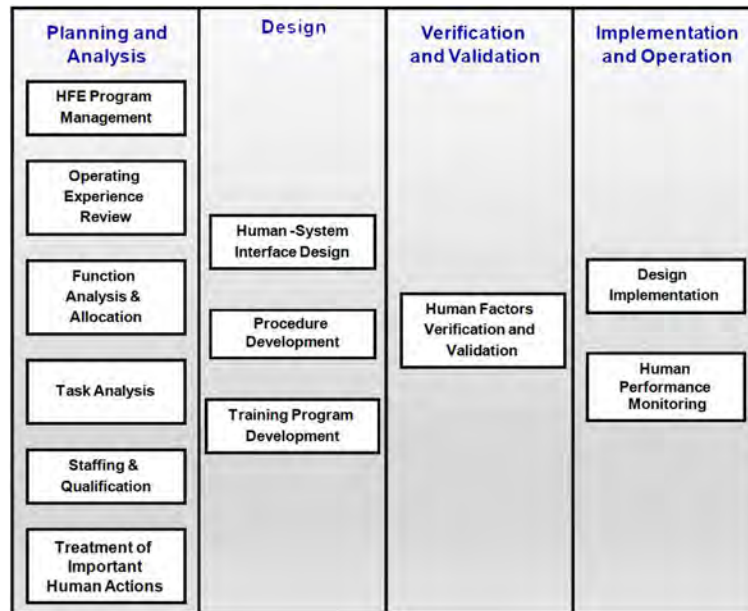 Planning and
Analysis
HFE Program
Management
Operating
Experience
Review
Function
Analysis &
Allocation
Task Analysis
Staffing &
Qualification
Treatment of
Important
Human Actions
Design
Human -System
Interface Design
Procedure
Development
Training Program
Development
Verification
and Validation
Human Factors
Verification and
Validation
Implementation
and Operation
Design
Implementation
Human
Performance
Monitoring